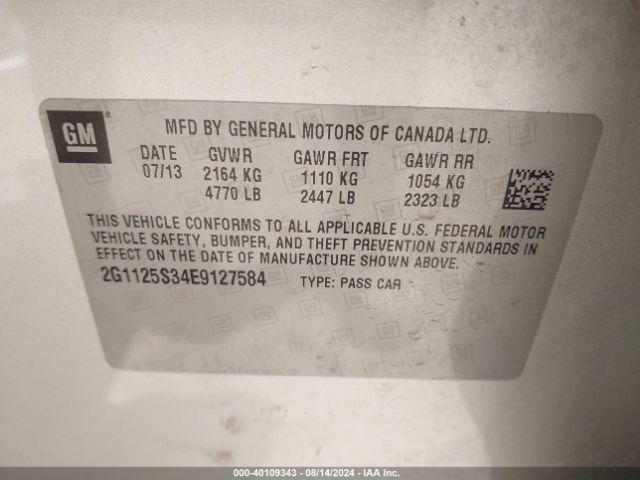 GM ®
MFD BY GENERAL MOTORS OF CANADA LTD.
DATE GVWR GAWR FRT GAWR RR
07/13 2164 KG 1110 KG 1054 KG
4770 LB 2447 LB 2323 LB
THIS VEHICLE CONFORMS TO ALL APPLICABLE U.S. FEDERAL MOTOR
VEHICLE SAFETY, BUMPER, AND THEFT PREVENTION STANDARDS IN
EFFECT ON THE DATE OF MANUFACTURE SHOWN ABOVE.
2G1125S34E9127584 TYPE: PASS CAR
000-40109343 - 08/14/2024 - IAA Inc.